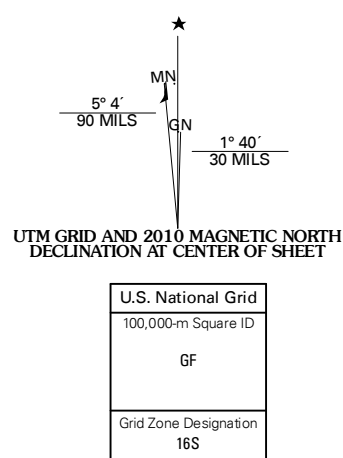 MN
5° 4´
90 MILS
GN
1° 40´
30 MILS
UTM GRID AND 2010 MAGNETIC NORTH
DECLINATION AT CENTER OF SHEET
U.S. National Grid
100,000-m Square ID
GF
Grid Zone Designation
16S